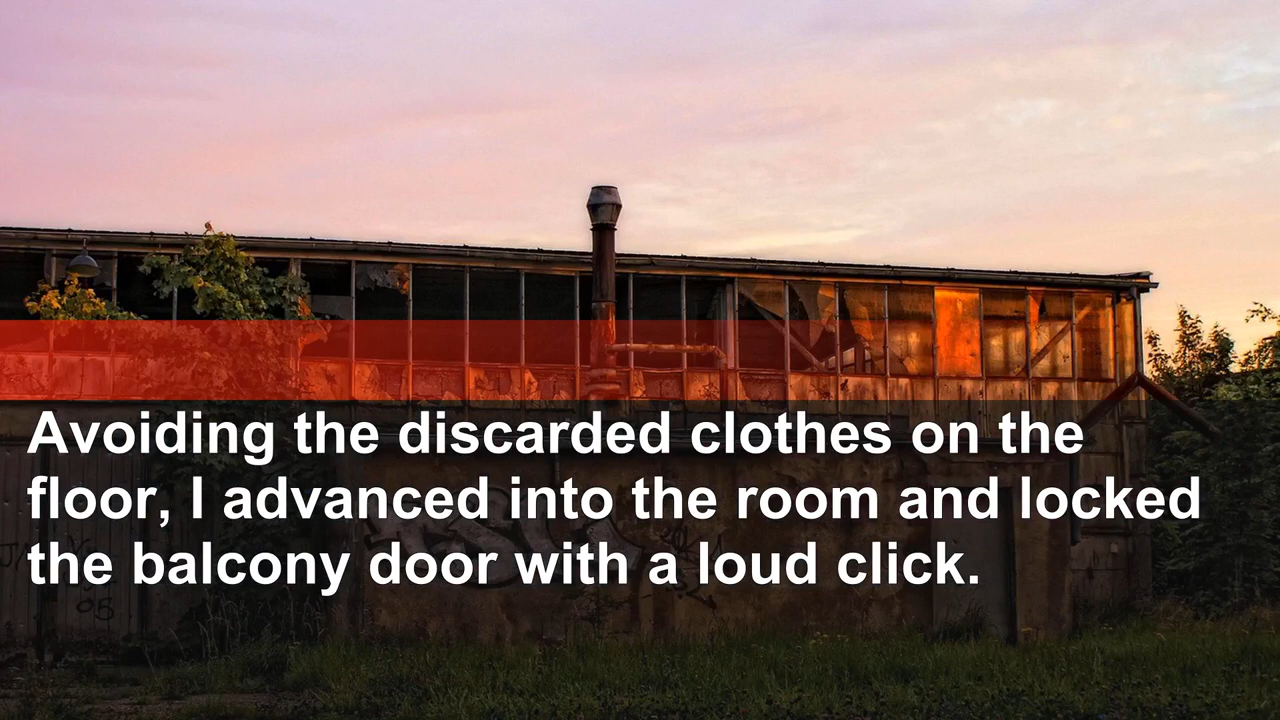 Avoiding the discarded clothes on the
floor, I advanced into the room and locked
the balcony door with a loud click.